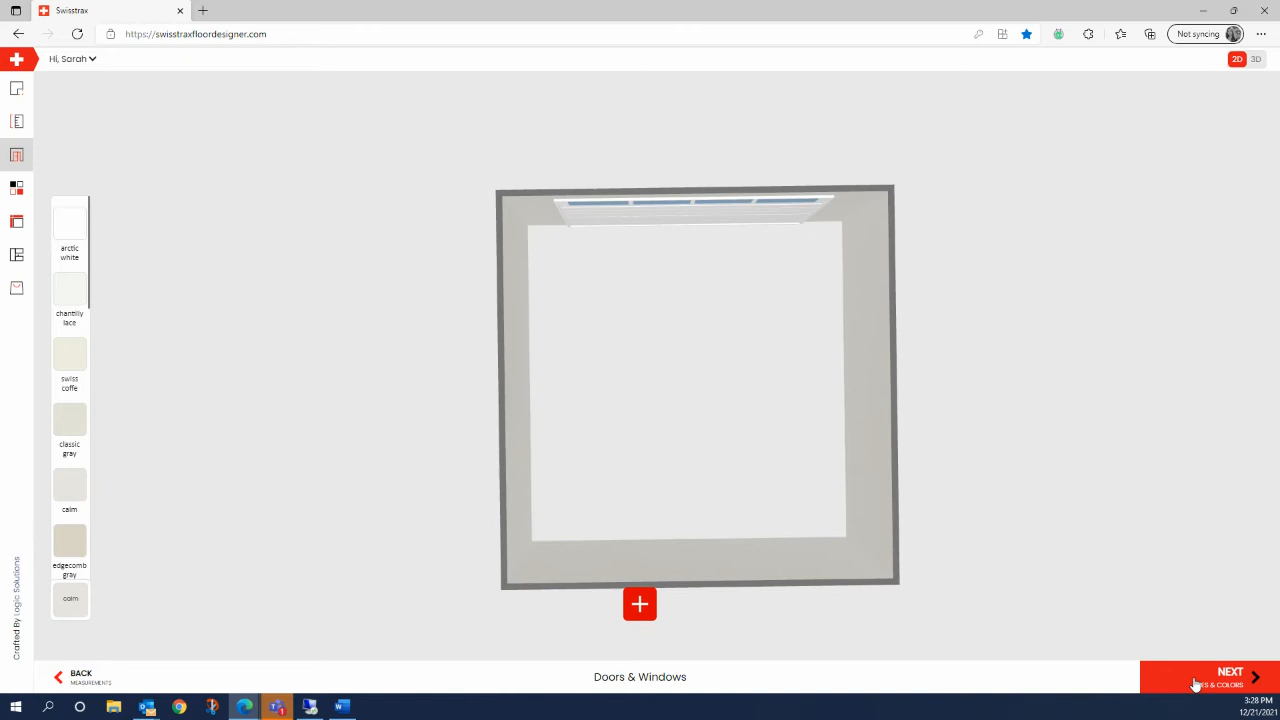 Swisstrax
https://swisstraxfloordesigner.com
Not syncing
Hi, Sarah
2D
3D
arctic
white
chantilly
lace
swiss
coffe
classic
gray
calm
edgecomb
gray
calm
Crafted By Logic Solutions
BACK
MEASUREMENTS
Doors & Windows
NEXT
& COLORS
3:28 PM
12/21/2021